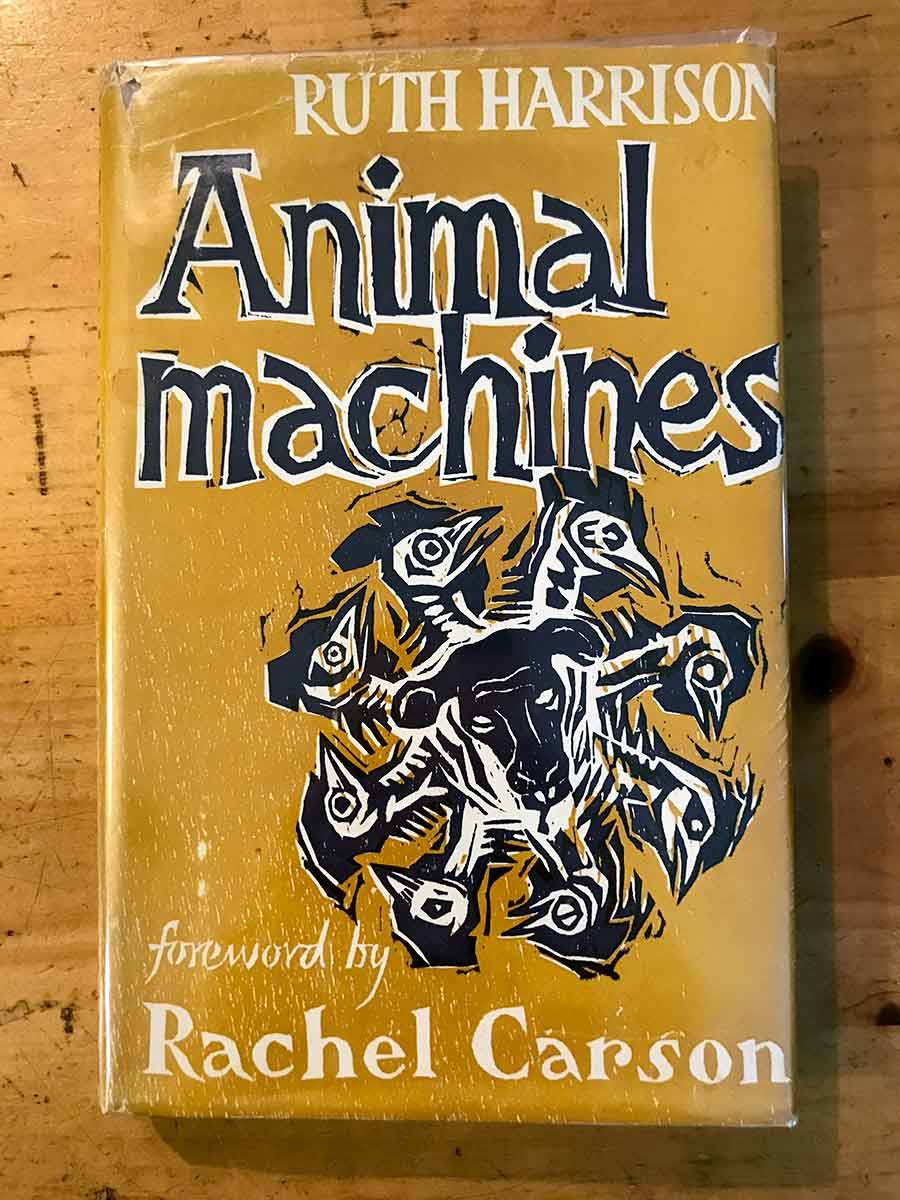 RUTH HARRISON
Animal
machines
foreword by
Rachel Carson